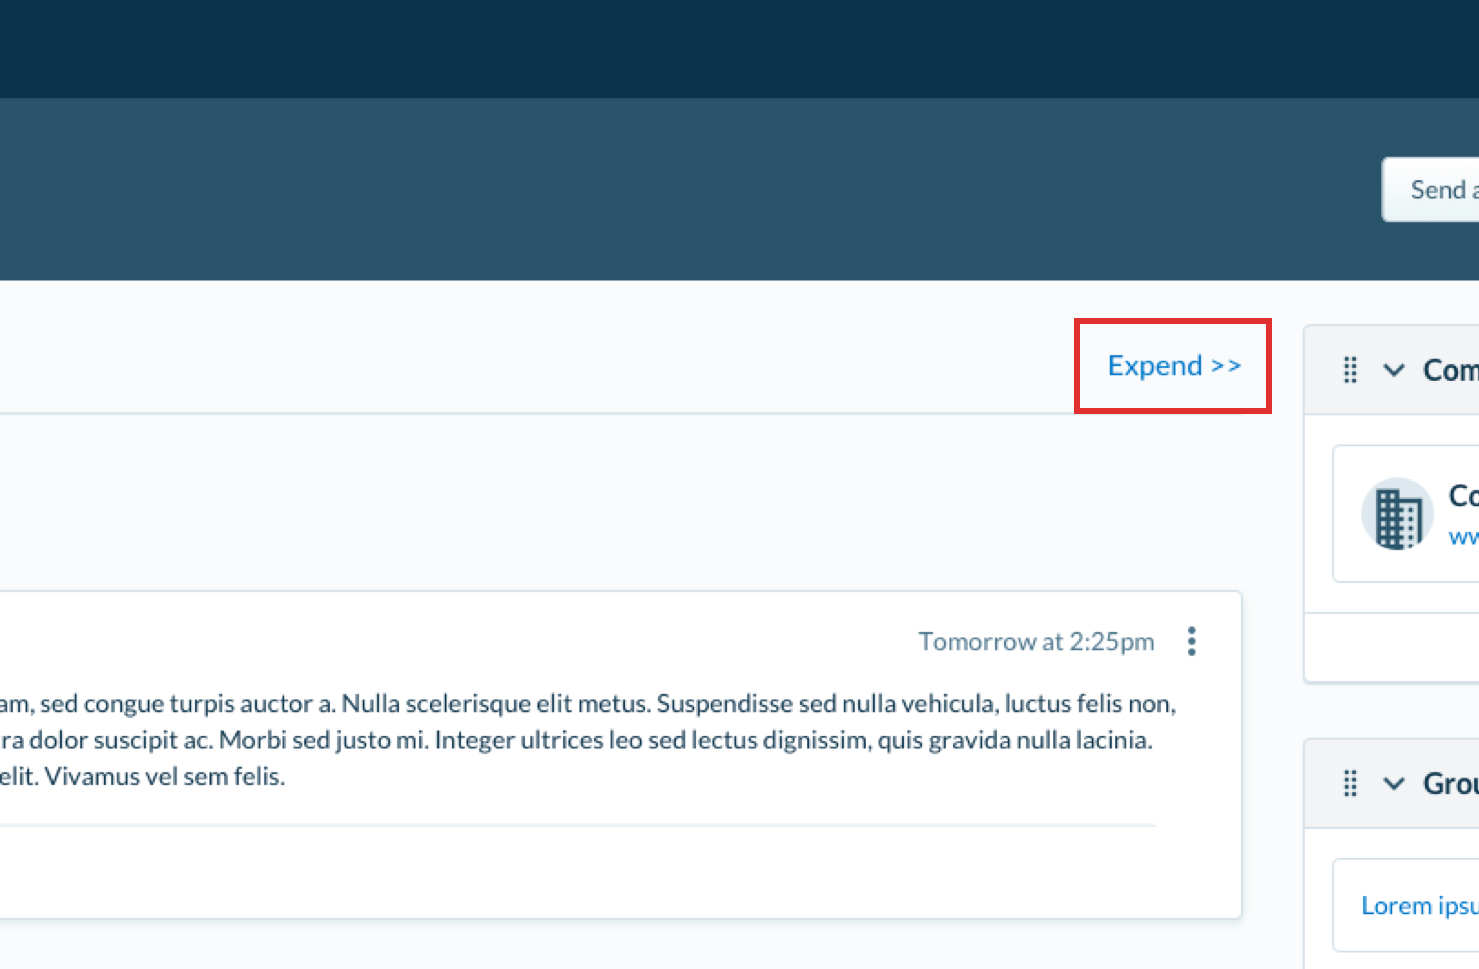 Send a
Expend >>
Com
Co
ww
Tomorrow at 2:25pm
am, sed congue turpis auctor a. Nulla scelerisque elit metus. Suspendisse sed nulla vehicula, luctus felis non,
ra dolor suscipit ac. Morbi sed justo mi. Integer ultrices leo sed lectus dignissim, quis gravida nulla lacinia.
elit. Vivamus vel sem felis.
Grou
Lorem ipsu